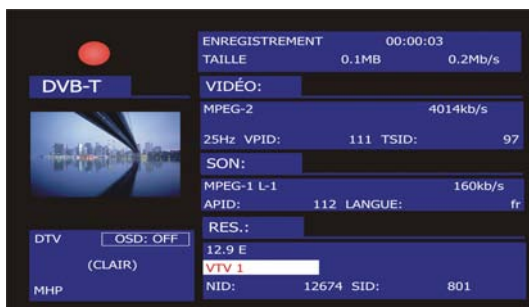 DVB-T
DTV OSD: OFF
(CLAIR)
MHP
ENREGISTREMENT 00:00:03
TAILLE 0.1MB 0.2Mb/s
VIDÉO:
MPEG-2 4014kb/s
25Hz VPID: 111 TSID: 97
SON:
MPEG-1 L-1 160kb/s
APID: 112 LANGUE: fr
RES.:
12.9 E
VTV 1
NID: 12674 SID: 801